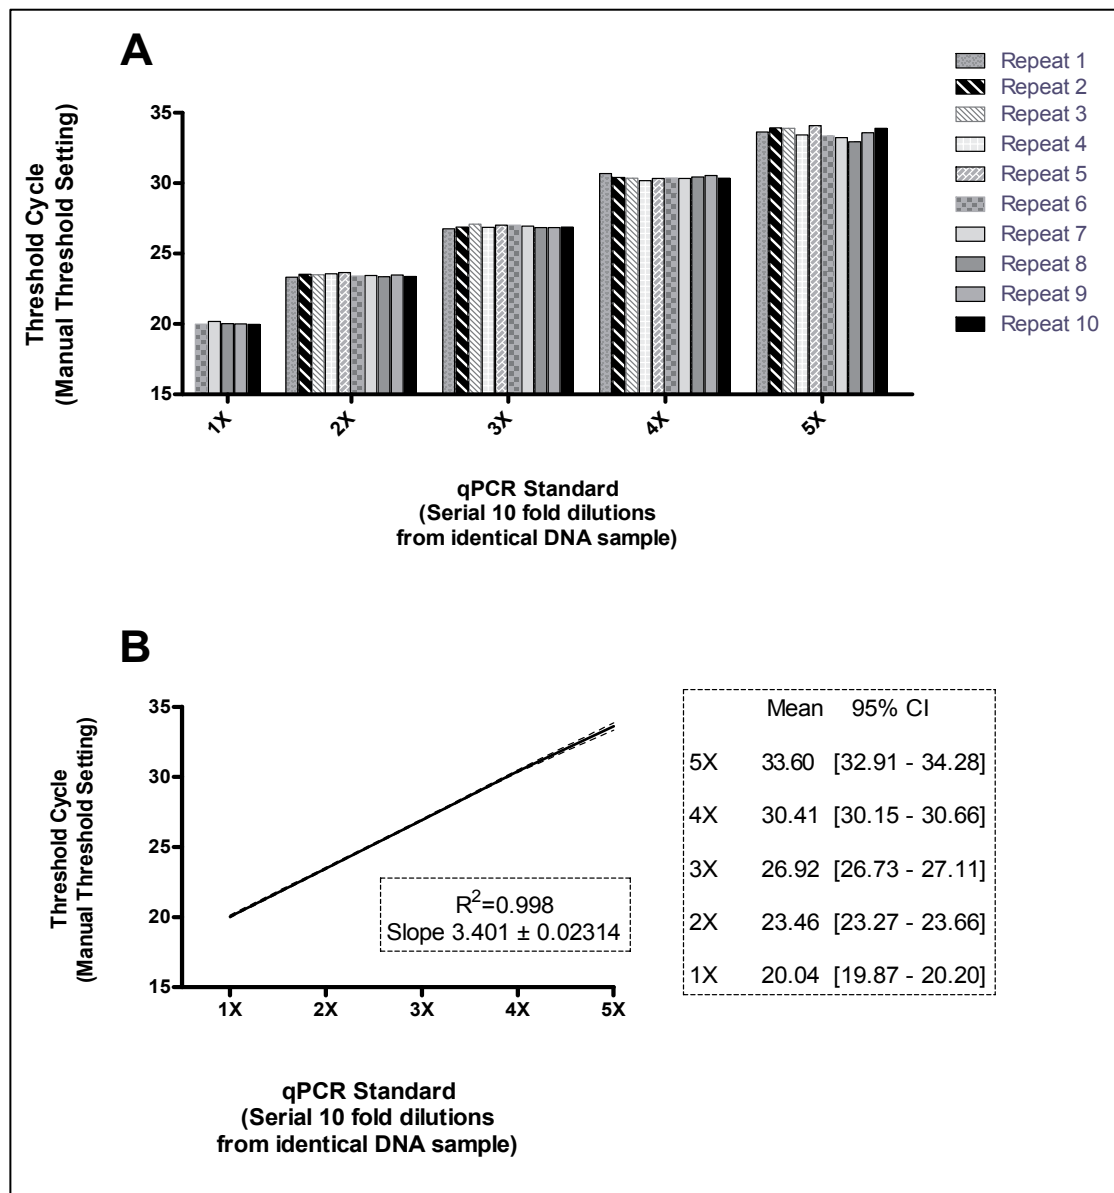 A
Threshold Cycle
(Manual Threshold Setting)
35
30
25
20
15
1X
2X
3X
4X
5X
qPCR Standard
(Serial 10 fold dilutions
from identical DNA sample)
Repeat 1
Repeat 2
Repeat 3
Repeat 4
Repeat 5
Repeat 6
Repeat 7
Repeat 8
Repeat 9
Repeat 10
B
Threshold Cycle
(Manual Threshold Setting)
35
30
25
20
15
1X
2X
3X
4X
5X
R²=0.998
Slope 3.401 ± 0.02314
qPCR Standard
(Serial 10 fold dilutions
from identical DNA sample)
Mean 95% CI
5X 33.60 [32.91 - 34.28]
4X 30.41 [30.15 - 30.66]
3X 26.92 [26.73 - 27.11]
2X 23.46 [23.27 - 23.66]
1X 20.04 [19.87 - 20.20]